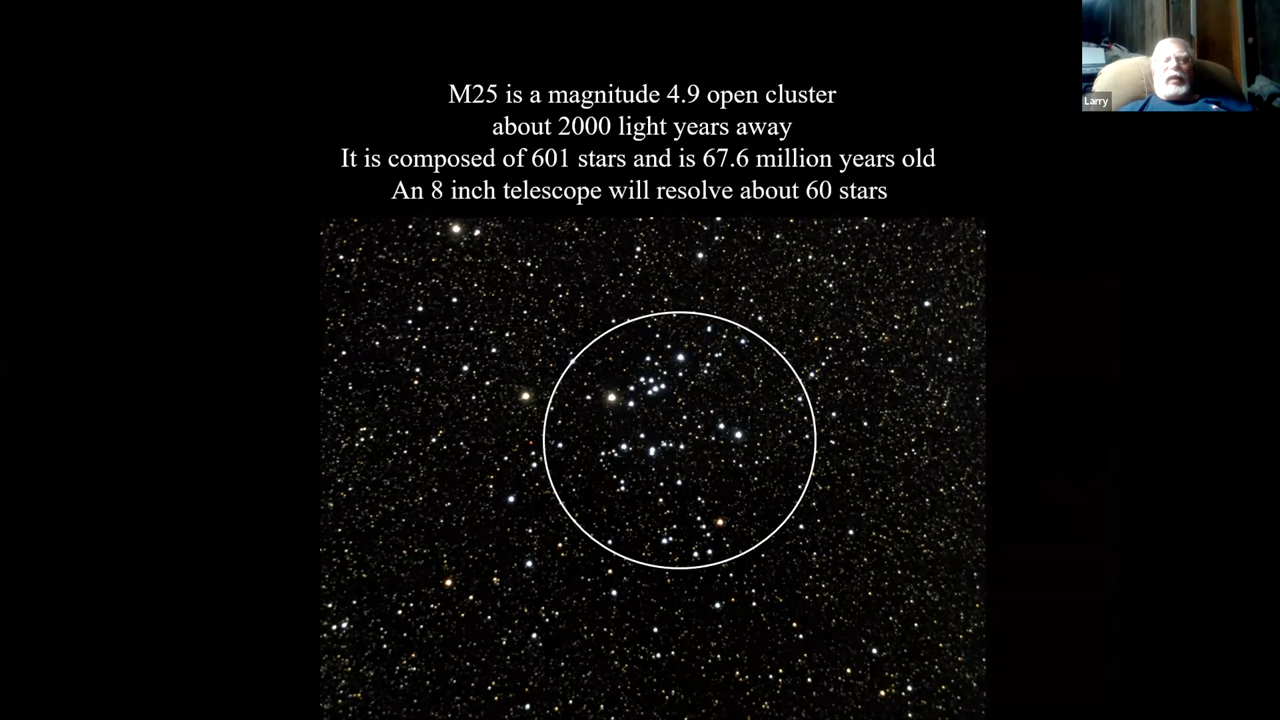 M25 is a magnitude 4.9 open cluster
about 2000 light years away
It is composed of 601 stars and is 67.6 million years old
An 8 inch telescope will resolve about 60 stars
Larry